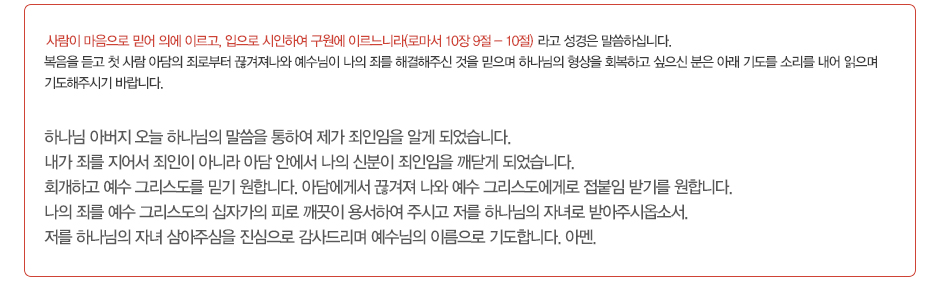 사람이 마음으로 믿어 의에 이르고, 입으로 시인하여 구원에 이르느니라(로마서 10장 9절 - 10절) 라고 성경은 말씀하십니다.
복음을 듣고 첫 사람 아담의 죄로부터 끊겨져나와 예수님이 나의 죄를 해결해주신 것을 믿으며 하나님의 형상을 회복하고 싶으신 분은 아래 기도를 소리를 내어 읽으며
기도해주시기 바랍니다.
하나님 아버지 오늘 하나님의 말씀을 통하여 제가 죄인임을 알게 되었습니다.
내가 죄를 지어서 죄인이 아니라 아담 안에서 나의 신분이 죄인임을 깨닫게 되었습니다.
회개하고 예수 그리스도를 믿기 원합니다. 아담에게서 끊겨져 나와 예수 그리스도에게로 접붙임 받기를 원합니다.
나의 죄를 예수 그리스도의 십자가의 피로 깨끗이 용서하여 주시고 저를 하나님의 자녀로 받아주시옵소서.
저를 하나님의 자녀 삼아주심을 진심으로 감사드리며 예수님의 이름으로 기도합니다. 아멘.